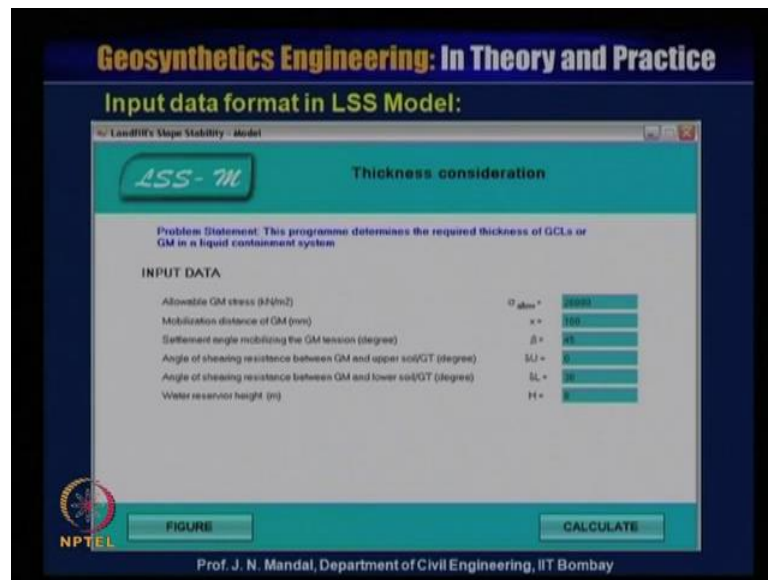 Geosynthetics Engineering: In Theory and Practice
Input data format in LSS Model:
Landfill's Slope Stability - Model
LSS- M
Thickness consideration
Problem Statement: This programme determines the required thickness of GCLs or
GM in a liquid containment system
INPUT DATA
Allowable GM stress (kN/m2) σ allow =
Mobilization distance of GM (mm) x = 100
Settlement angle mobilizing the GM tension (degree) β = 45
Angle of shearing resistance between GM and upper soil/GT (degree) δU = 0
Angle of shearing resistance between GM and lower soil/GT (degree) δL =
Water reservior height (m) H =
FIGURE
CALCULATE
NPTEL
Prof. J. N. Mandal, Department of Civil Engineering, IIT Bombay